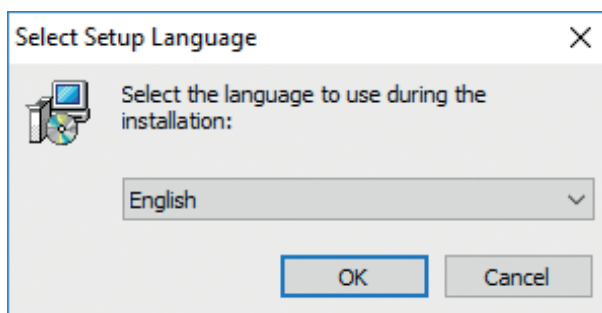 Select Setup Language
Select the language to use during the
installation:
English
OK
Cancel